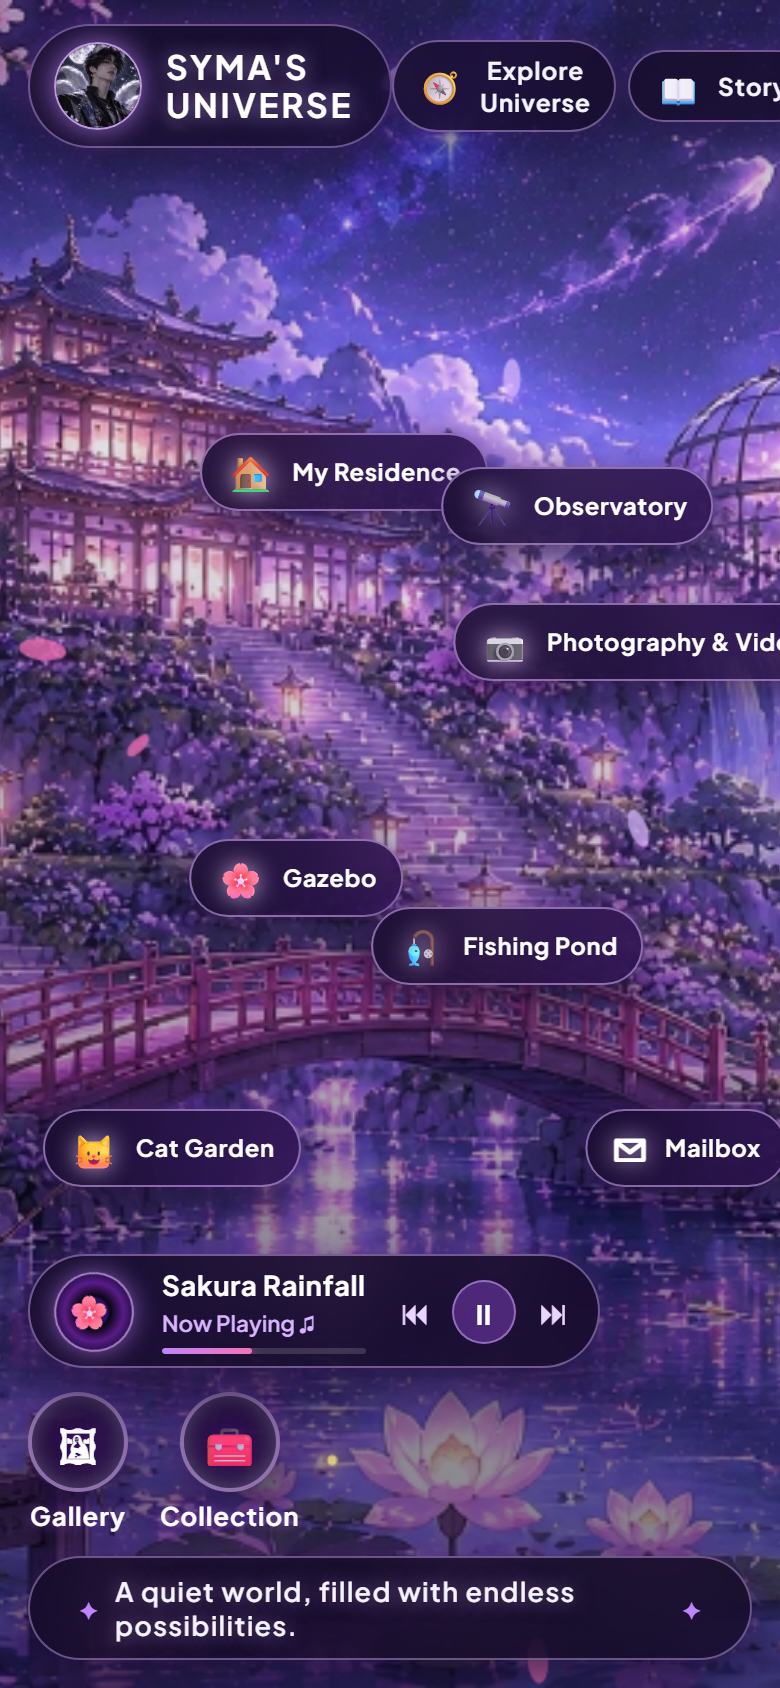 SYMA'S
UNIVERSE
Explore
Universe
Story
My Residence
Observatory
Photography &
Gazebo
Fishing Pond
Cat Garden
Mailbox
Sakura Rainfall
Now Playing ♫
Gallery
Collection
A quiet world, filled with endless
possibilities.